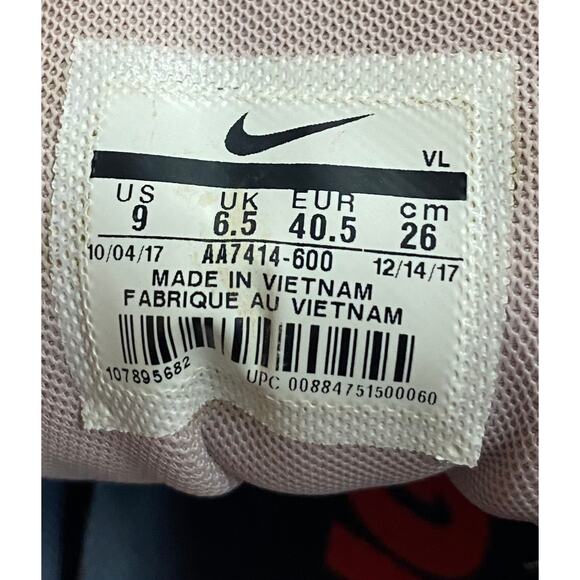 VL
US UK EUR cm
9 6.5 40.5 26
10/04/17 AA7414-600 12/14/17
MADE IN VIETNAM
FABRIQUE AU VIETNAM
107895682 UPC 00884751500060